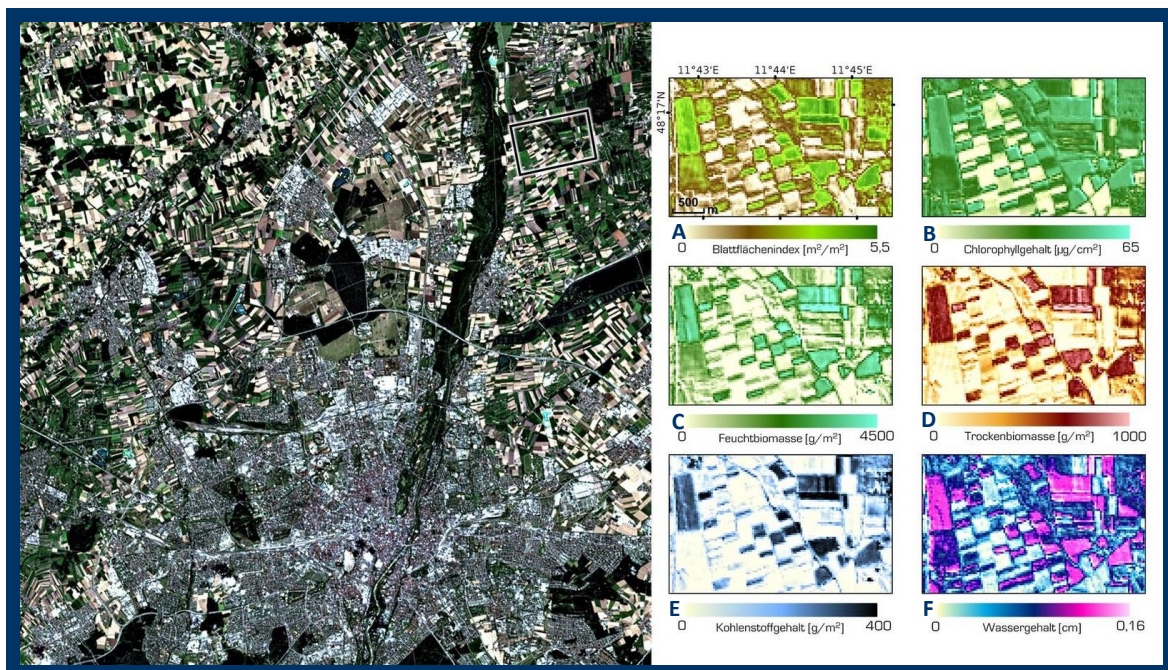 11°43'E 11°44'E 11°45'E
48°17'N
500
m
A
0 Blattflächenindex [m²/m²] 5,5
B
0 Chlorophyllgehalt [µg/cm²] 65
C
0 Feuchtbiomasse [g/m²] 4500
D
0 Trockenbiomasse [g/m²] 1000
E
0 Kohlenstoffgehalt [g/m²] 400
F
0 Wassergehalt [cm] 0,16